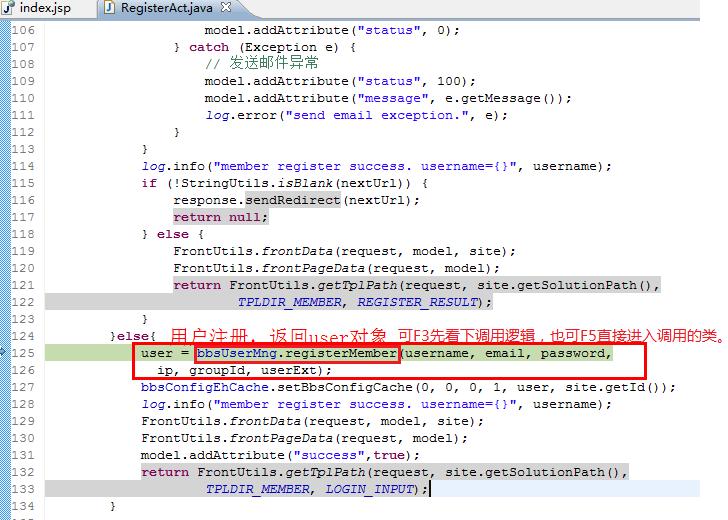 index.jsp RegisterAct.java
106 model.addAttribute("status", 0);
107 } catch (Exception e) {
108 // 发送邮件异常
109 model.addAttribute("status", 100);
110 model.addAttribute("message", e.getMessage());
111 log.error("send email exception.", e);
112 }
113 }
114 log.info("member register success. username={}", username);
115 if (!StringUtils.isBlank(nextUrl)) {
116 response.sendRedirect(nextUrl);
117 return null;
118 } else {
119 FrontUtils.frontData(request, model, site);
120 FrontUtils.frontPageData(request, model);
121 return FrontUtils.getTplPath(request, site.getSolutionPath(),
122 TPLDIR_MEMBER, REGISTER_RESULT);
123 }
124 }else{ 用户注册，返回user对象 可F3先看下调用逻辑，也可F5直接进入调用的类。
125 user = bbsUserMng.registerMember(username, email, password,
126 ip, groupId, userExt);
127 bbsConfigEhCache.setBbsConfigCache(0, 0, 0, 1, user, site.getId());
128 log.info("member register success. username={}", username);
129 FrontUtils.frontData(request, model, site);
130 FrontUtils.frontPageData(request, model);
131 model.addAttribute("success",true);
132 return FrontUtils.getTplPath(request, site.getSolutionPath(),
133 TPLDIR_MEMBER, LOGIN_INPUT);
134 }